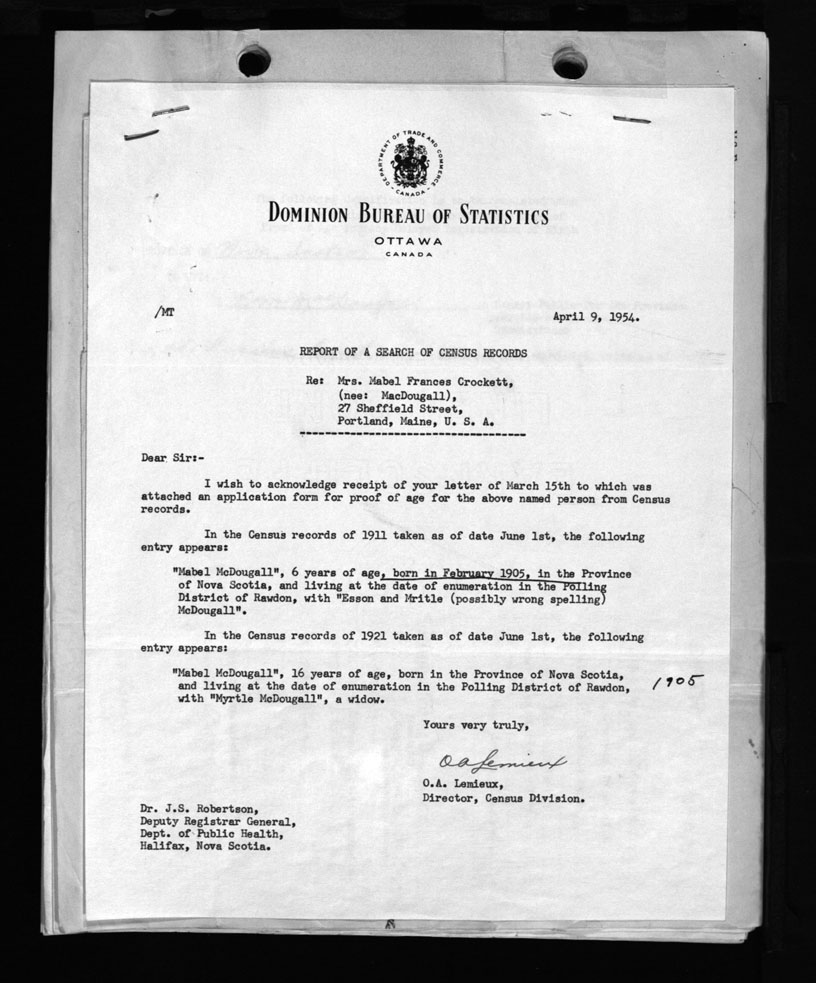 DEPARTMENT OF TRADE AND COMMERCE
CANADA
DOMINION BUREAU OF STATISTICS
OTTAWA
CANADA
/MT
April 9, 1954.
REPORT OF A SEARCH OF CENSUS RECORDS
Re: Mrs. Mabel Frances Crockett,
(nee: MacDougall),
27 Sheffield Street,
Portland, Maine, U. S. A.
Dear Sir:-
I wish to acknowledge receipt of your letter of March 15th to which was
attached an application form for proof of age for the above named person from Census
records.
In the Census records of 1911 taken as of date June 1st, the following
entry appears:
"Mabel McDougall", 6 years of age, born in February 1905, in the Province
of Nova Scotia, and living at the date of enumeration in the Polling
District of Rawdon, with "Esson and Mritle (possibly wrong spelling)
McDougall".
In the Census records of 1921 taken as of date June 1st, the following
entry appears:
"Mabel McDougall", 16 years of age, born in the Province of Nova Scotia,
and living at the date of enumeration in the Polling District of Rawdon,
with "Myrtle McDougall", a widow.
1905
Yours very truly,
O A Lemieux
O.A. Lemieux,
Director, Census Division.
Dr. J.S. Robertson,
Deputy Registrar General,
Dept. of Public Health,
Halifax, Nova Scotia.